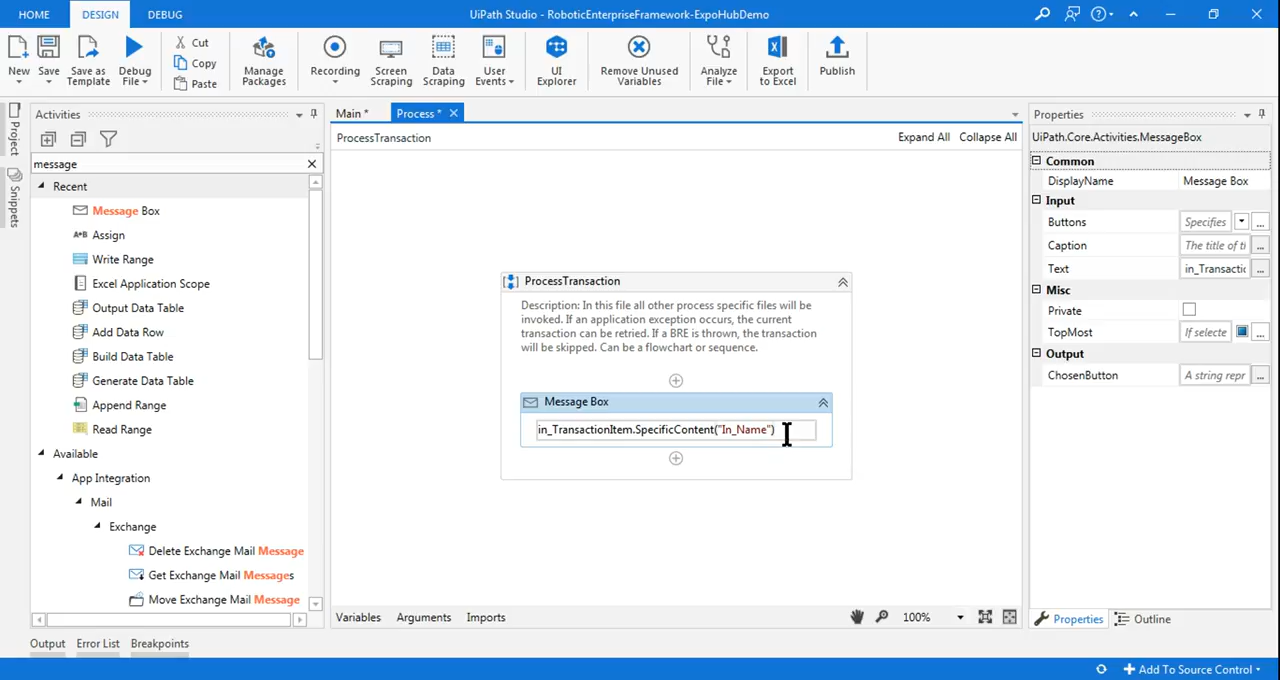 HOME DESIGN DEBUG UiPath Studio - RoboticEnterpriseFramework-ExpoHubDemo
New
Save
Save as Template
Debug File
Cut
Copy
Paste
Manage Packages
Recording
Screen Scraping
Data Scraping
User Events
UI Explorer
Remove Unused Variables
Analyze File
Export to Excel
Publish
Project
Snippets
Activities
message
Recent
Message Box
Assign
Write Range
Excel Application Scope
Output Data Table
Add Data Row
Build Data Table
Generate Data Table
Append Range
Read Range
Available
App Integration
Mail
Exchange
Delete Exchange Mail Message
Get Exchange Mail Messages
Move Exchange Mail Message
Main * Process *
ProcessTransaction Expand All Collapse All
ProcessTransaction
Description: In this file all other process specific files will be
invoked. If an application exception occurs, the current
transaction can be retried. If a BRE is thrown, the transaction
will be skipped. Can be a flowchart or sequence.
Message Box
in_TransactionItem.SpecificContent("In_Name")
Variables Arguments Imports 100%
Properties
UiPath.Core.Activities.MessageBox
Common
DisplayName Message Box
Input
Buttons Specifies ...
Caption The title of tl ...
Text in_Transactic ...
Misc
Private
TopMost If selecte ...
Output
ChosenButton A string repr ...
Properties Outline
Output Error List Breakpoints
Add To Source Control